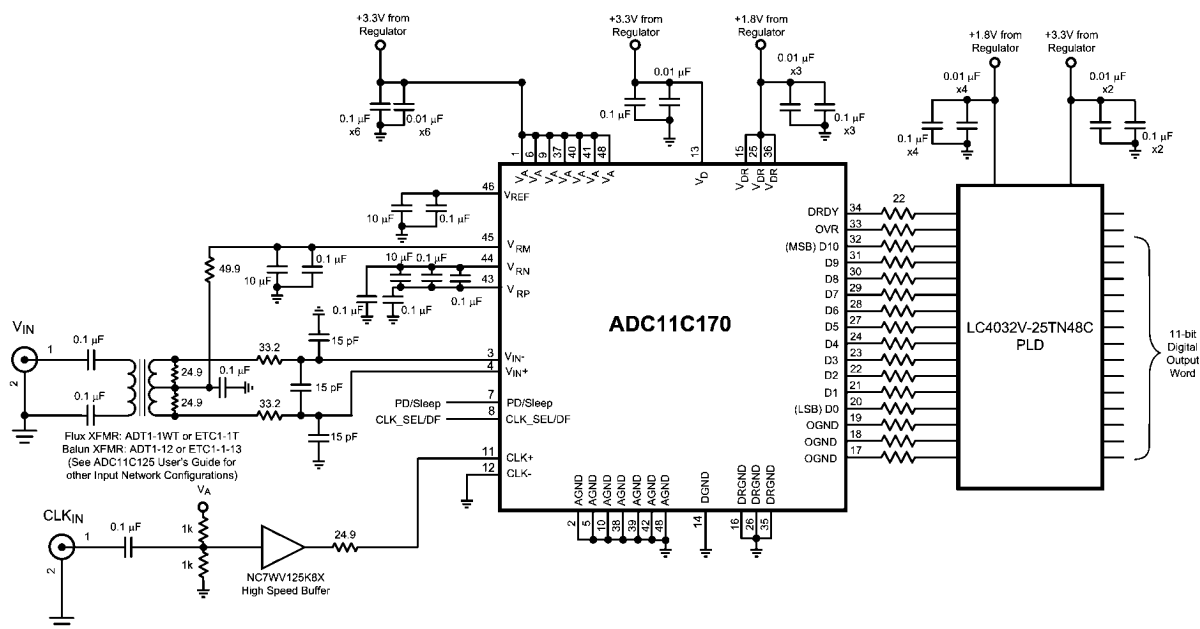 +3.3V from
Regulator
+3.3V from
Regulator
+1.8V from
Regulator
+1.8V from
Regulator
+3.3V from
Regulator
0.1 µF
x6
0.01 µF
x6
0.01 µF
0.1 µF
0.01 µF
x3
0.1 µF
x3
0.01 µF
x4
0.1 µF
x4
0.01 µF
x2
0.1 µF
x2
1
6
9
37
40
41
48
13
15
25
36
VA
VA
VA
VA
VA
VA
VA
VD
VDR
VDR
VDR
46
VREF
10 µF
0.1 µF
45
VRM
49.9
10 µF
0.1 µF
44
VRN
10 µF
0.1 µF
43
VRP
0.1 µF
0.1 µF
0.1 µF
ADC11C170
22
DRDY
34
OVR
33
(MSB) D10
32
D9
31
D8
30
D7
29
D6
28
D5
27
D4
24
D3
23
D2
22
D1
21
(LSB) D0
20
OGND
19
OGND
18
OGND
17
LC4032V-25TN48C
PLD
11-bit
Digital
Output
Word
VIN
1
2
0.1 µF
0.1 µF
24.9
24.9
0.1 µF
33.2
33.2
15 pF
15 pF
15 pF
3
VIN-
4
VIN+
PD/Sleep
7
PD/Sleep
CLK_SEL/DF
8
CLK_SEL/DF
11
CLK+
12
CLK-
Flux XFMR: ADT1-1WT or ETC1-1T
Balun XFMR: ADT1-12 or ETC1-1-13
(See ADC11C125 User's Guide for
other Input Network Configurations)
VA
CLKIN
1
2
0.1 µF
1k
1k
NC7WV125K8X
High Speed Buffer
24.9
AGND
AGND
AGND
AGND
AGND
AGND
AGND
DGND
DRGND
DRGND
DRGND
2
5
10
38
39
42
48
14
16
26
35